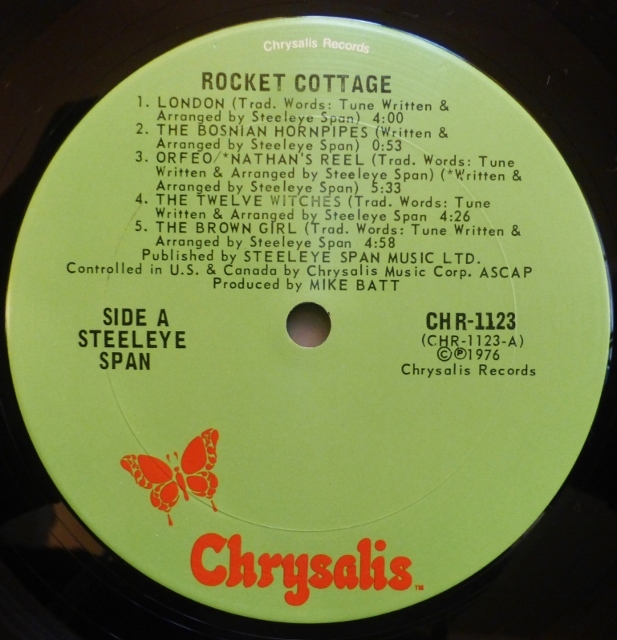 Chrysalis Records
ROCKET COTTAGE
1. LONDON (Trad. Words: Tune Written &
Arranged by Steeleye Span) 4:00
2. THE BOSNIAN HORNPIPES (Written &
Arranged by Steeleye Span) 0:53
3. ORFEO/*NATHAN'S REEL (Trad. Words: Tune
Written & Arranged by Steeleye Span) (*Written &
Arranged by Steeleye Span) 5:33
4. THE TWELVE WITCHES (Trad. Words: Tune
Written & Arranged by Steeleye Span 4:26
5. THE BROWN GIRL (Trad. Words: Tune Written &
Arranged by Steeleye Span 4:58
Published by STEELEYE SPAN MUSIC LTD.
Controlled in U.S. & Canada by Chrysalis Music Corp. ASCAP
Produced by MIKE BATT
SIDE A
STEELEYE
SPAN
CHR-1123
(CHR-1123-A)
©℗1976
Chrysalis Records
Chrysalis™